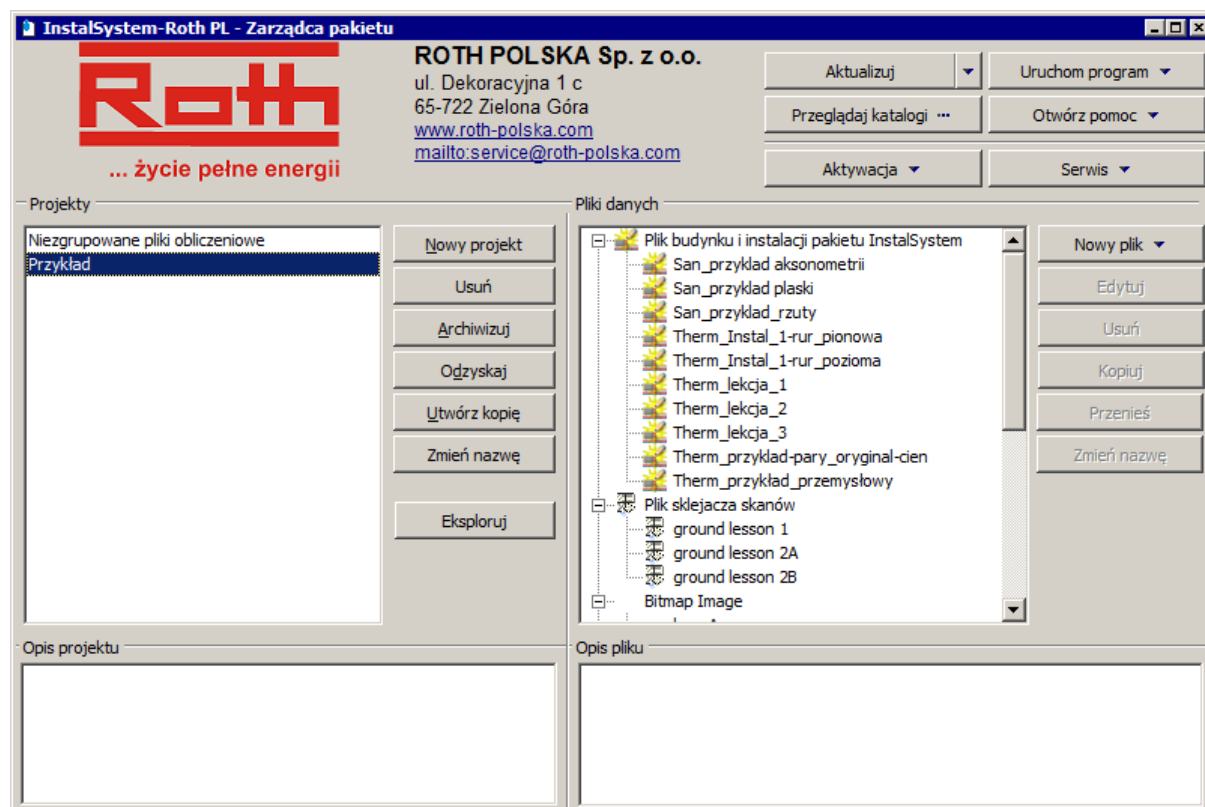 InstalSystem-Roth PL - Zarządca pakietu
Roth
... życie pełne energii
ROTH POLSKA Sp. z o.o.
ul. Dekoracyjna 1 c
65-722 Zielona Góra
www.roth-polska.com
mailto:service@roth-polska.com
Aktualizuj
Uruchom program
Przeglądaj katalogi ...
Otwórz pomoc
Aktywacja
Serwis
Projekty
Niezgrupowane pliki obliczeniowe
Przykład
Nowy projekt
Usuń
Archiwizuj
Odzyskaj
Utwórz kopię
Zmień nazwę
Eksploruj
Pliki danych
Plik budynku i instalacji pakietu InstalSystem
San_przyklad aksonometrii
San_przyklad plaski
San_przyklad_rzuty
Therm_Instal_1-rur_pionowa
Therm_Instal_1-rur_pozioma
Therm_lekcja_1
Therm_lekcja_2
Therm_lekcja_3
Therm_przyklad-pary_oryginal-cien
Therm_przykład_przemysłowy
Plik sklejacza skanów
ground lesson 1
ground lesson 2A
ground lesson 2B
Bitmap Image
Nowy plik
Edytuj
Usuń
Kopiuj
Przenieś
Zmień nazwę
Opis projektu
Opis pliku